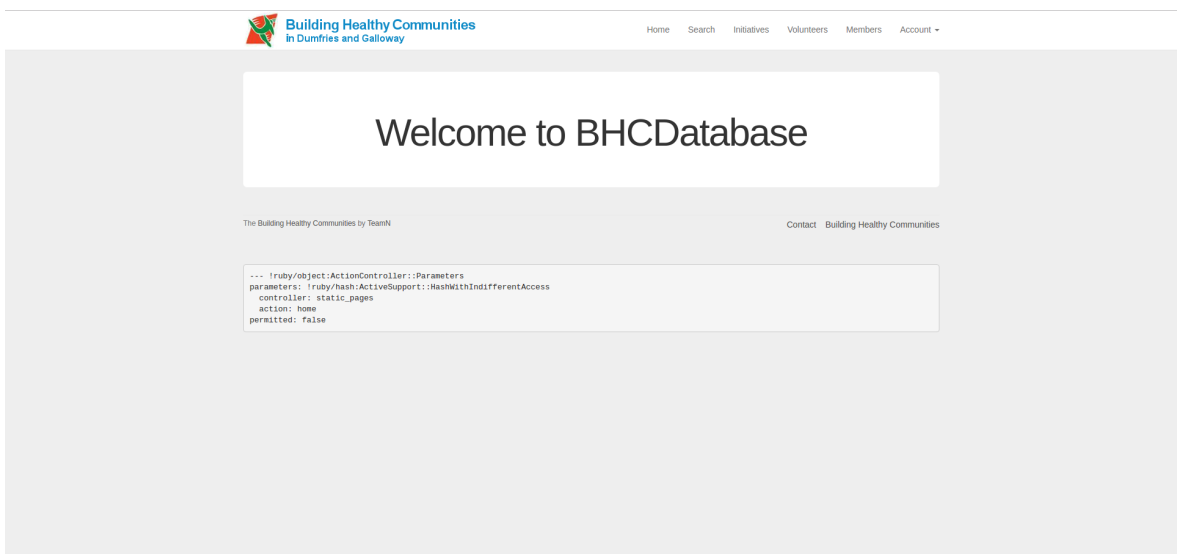 Building Healthy Communities
in Dumfries and Galloway
Home Search Initiatives Volunteers Members Account
Welcome to BHCDatabase
The Building Healthy Communities by TeamN
Contact Building Healthy Communities
--- !ruby/object:ActionController::Parameters
parameters: !ruby/hash:ActiveSupport::HashWithIndifferentAccess
  controller: static_pages
  action: home
permitted: false